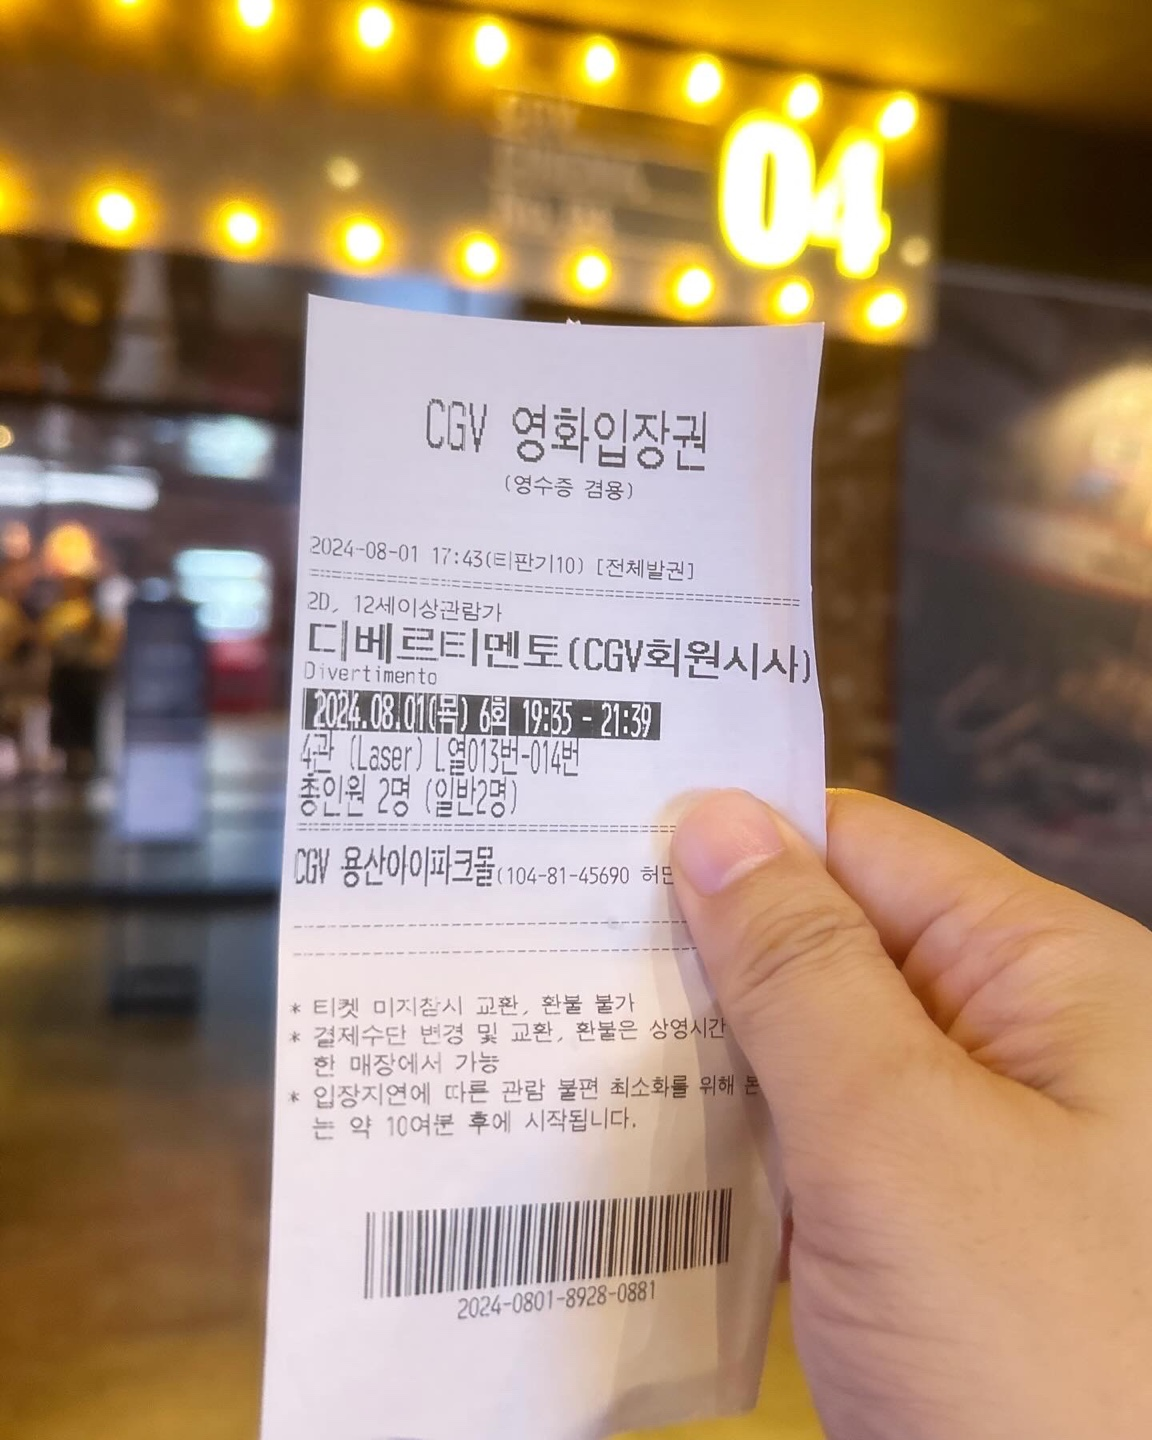 04
CGV 영화입장권
(영수증 겸용)
2024-08-01 17:43(티판기10) [전체발권]
2D, 12세이상관람가
디베르티멘토(CGV회원시사)
Divertimento
2024.08.01(목) 6회 19:35 - 21:39
4관 (Laser) L열013번-014번
총인원 2명 (일반2명)
CGV 용산아이파크몰(104-81-45690 허민
* 티켓 미지참시 교환, 환불 불가
* 결제수단 변경 및 교환, 환불은 상영시간
한 매장에서 가능
* 입장지연에 따른 관람 불편 최소화를 위해 본
는 약 10여분 후에 시작됩니다.
2024-0801-8928-0881